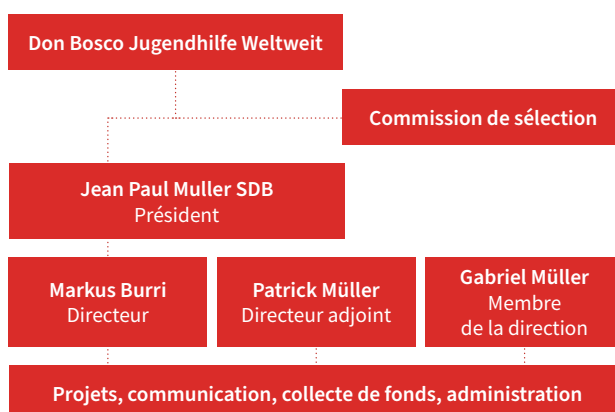 Don Bosco Jugendhilfe Weltweit
Commission de sélection
Jean Paul Muller SDB
Président
Markus Burri
Directeur
Patrick Müller
Directeur adjoint
Gabriel Müller
Membre
de la direction
Projets, communication, collecte de fonds, administration